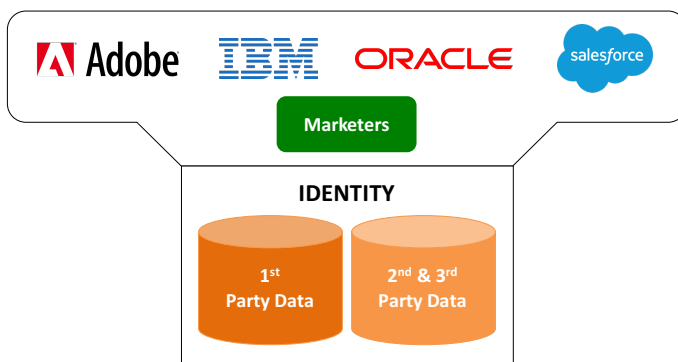 Adobe IBM ORACLE salesforce
Marketers
IDENTITY
1st
Party Data
2nd & 3rd
Party Data